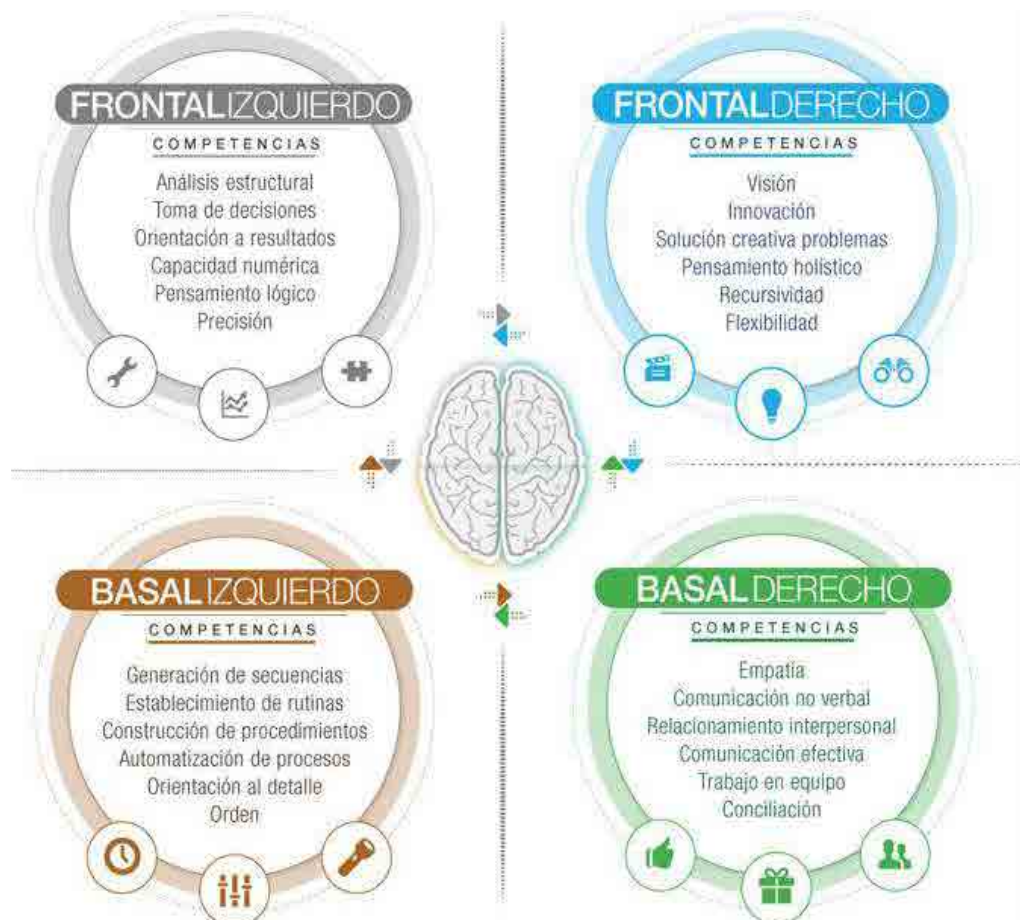 FRONTALIZQUIERDO
COMPETENCIAS
Análisis estructural
Toma de decisiones
Orientación a resultados
Capacidad numérica
Pensamiento lógico
Precisión
FRONTALDERECHO
COMPETENCIAS
Visión
Innovación
Solución creativa problemas
Pensamiento holístico
Recursividad
Flexibilidad
BASALIZQUIERDO
COMPETENCIAS
Generación de secuencias
Establecimiento de rutinas
Construcción de procedimientos
Automatización de procesos
Orientación al detalle
Orden
BASALDERECHO
COMPETENCIAS
Empatía
Comunicación no verbal
Relacionamiento interpersonal
Comunicación efectiva
Trabajo en equipo
Conciliación